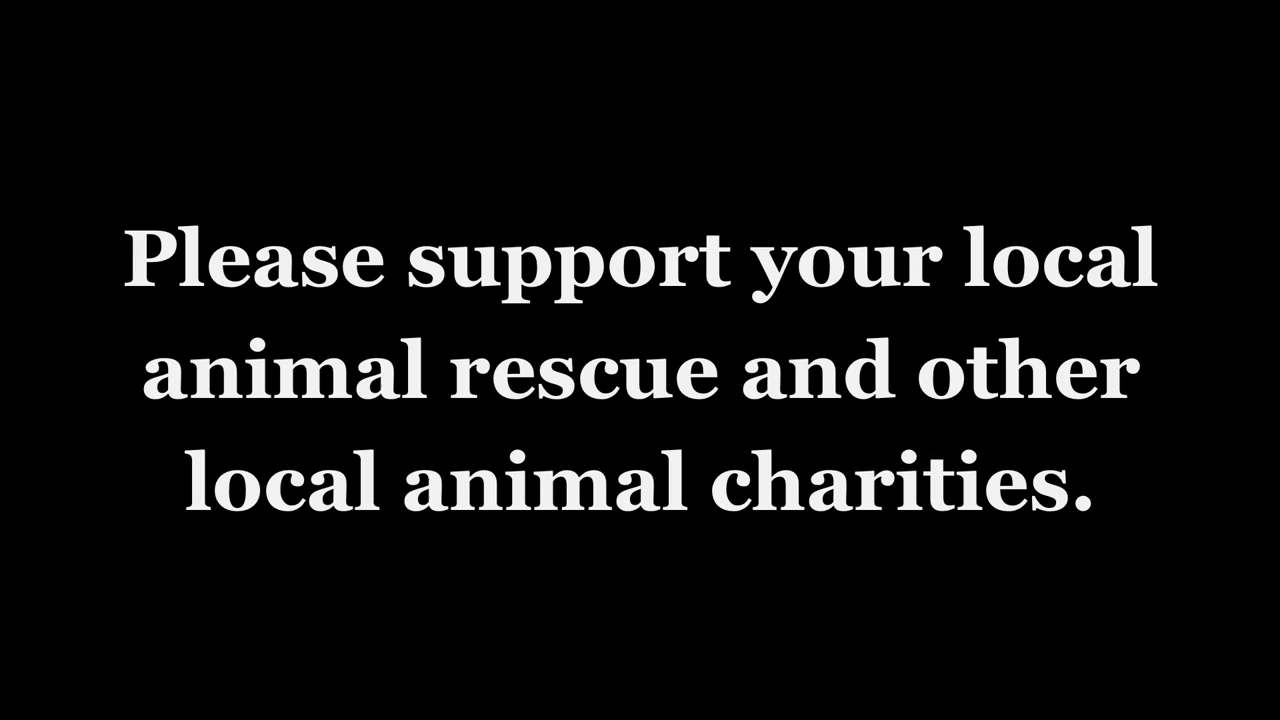 Please support your local
animal rescue and other
local animal charities.